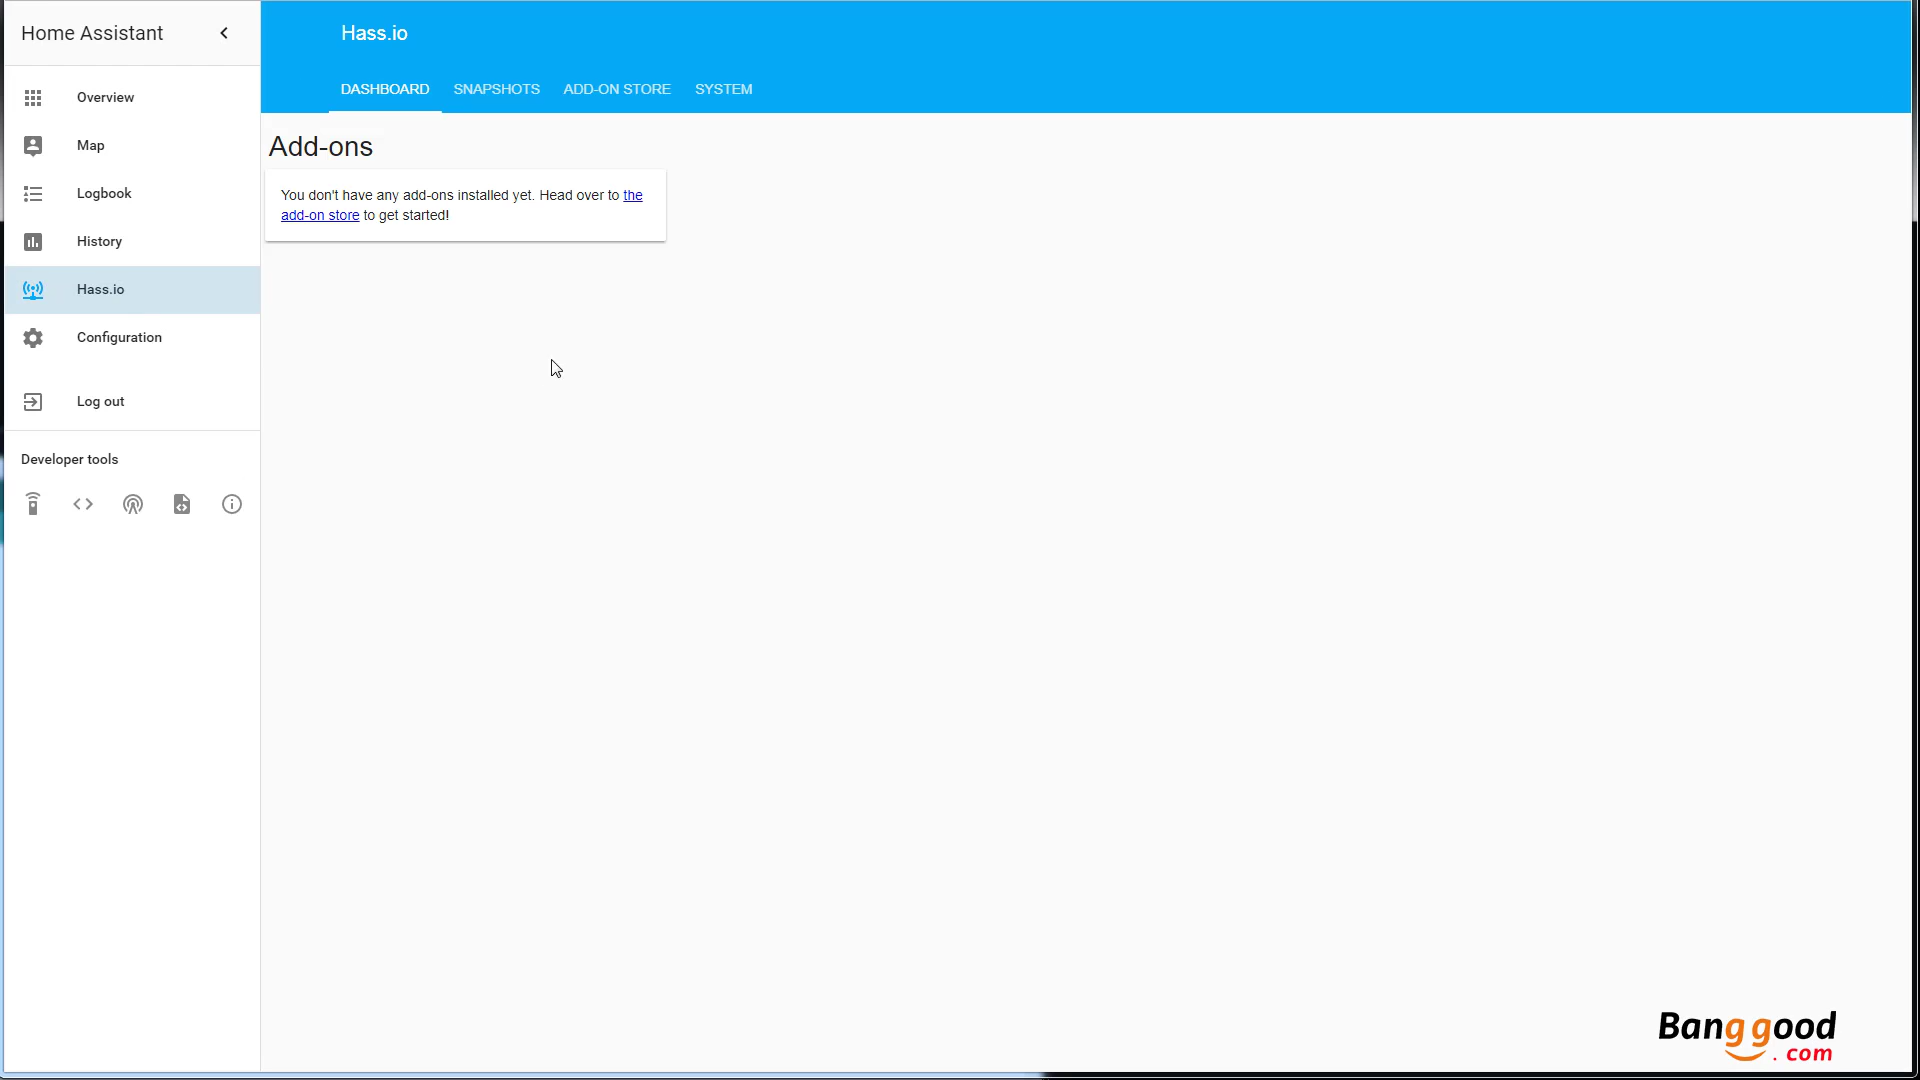 Home Assistant
Overview
Map
Logbook
History
Hass.io
Configuration
Log out
Developer tools
Hass.io
DASHBOARD SNAPSHOTS ADD-ON STORE SYSTEM
Add-ons
You don't have any add-ons installed yet. Head over to the
add-on store to get started!
Banggood
.com